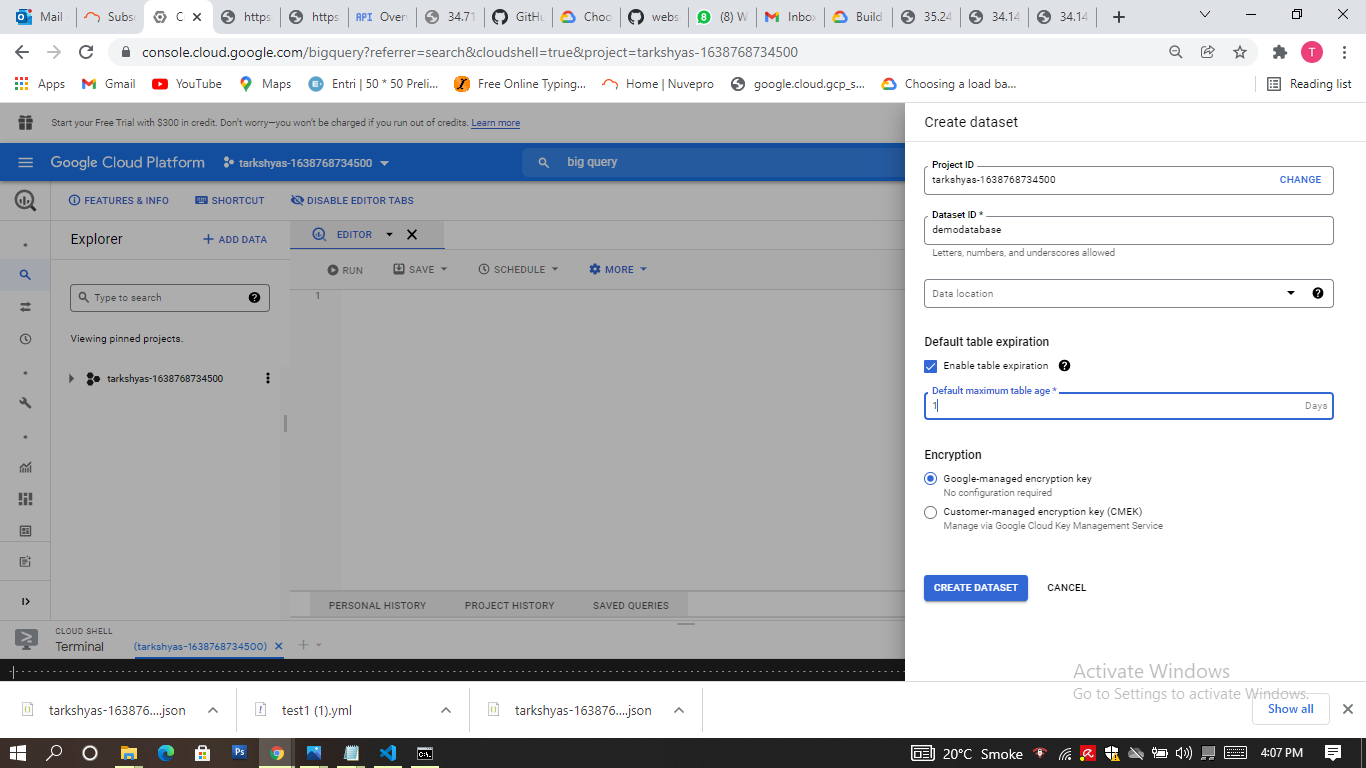 Mail -
Subsc
C
https
https
API Overv
34.71
GitHu
Choo
webs
8 (8) W
Inbox
Build
35.24
34.14
34.14
console.cloud.google.com/bigquery?referrer=search&cloudshell=true&project=tarkshyas-1638768734500
T
Apps
Gmail
YouTube
Maps
Entri | 50 * 50 Preli...
Free Online Typing...
Home | Nuvepro
google.cloud.gcp_s...
Choosing a load ba...
Reading list
Start your Free Trial with $300 in credit. Don't worry—you won't be charged if you run out of credits. Learn more
Google Cloud Platform
tarkshyas-1638768734500
big query
FEATURES & INFO
SHORTCUT
DISABLE EDITOR TABS
Explorer
+ ADD DATA
EDITOR
RUN
SAVE
SCHEDULE
MORE
1
Type to search
Viewing pinned projects.
tarkshyas-1638768734500
PERSONAL HISTORY
PROJECT HISTORY
SAVED QUERIES
CLOUD SHELL
Terminal
(tarkshyas-1638768734500)
Create dataset
Project ID
tarkshyas-1638768734500
CHANGE
Dataset ID *
demodatabase
Letters, numbers, and underscores allowed
Data location
Default table expiration
Enable table expiration
Default maximum table age *
1
Days
Encryption
Google-managed encryption key
No configuration required
Customer-managed encryption key (CMEK)
Manage via Google Cloud Key Management Service
CREATE DATASET
CANCEL
Activate Windows
Go to Settings to activate Windows.
tarkshyas-163876....json
test1 (1).yml
tarkshyas-163876....json
Show all
20°C Smoke
4:07 PM